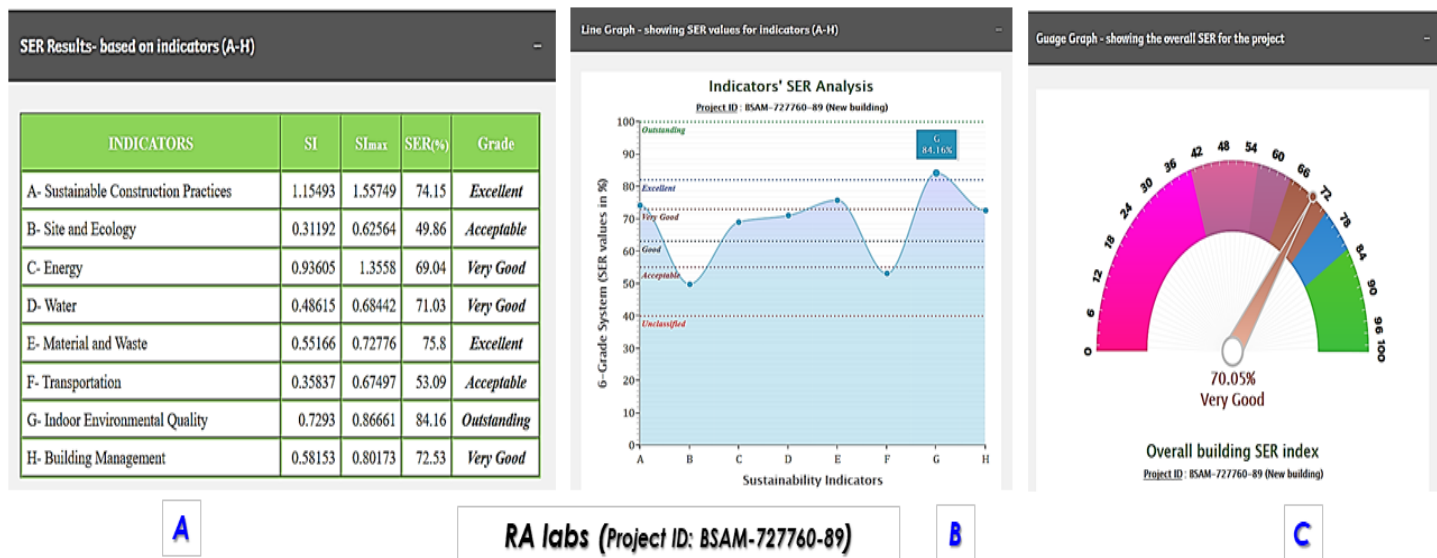 SER Results- based on indicators (A-H)
–
INDICATORS SI SImax SER(%) Grade
A- Sustainable Construction Practices 1.15493 1.55749 74.15 Excellent
B- Site and Ecology 0.31192 0.62564 49.86 Acceptable
C- Energy 0.93605 1.3558 69.04 Very Good
D- Water 0.48615 0.68442 71.03 Very Good
E- Material and Waste 0.55166 0.72776 75.8 Excellent
F- Transportation 0.35837 0.67497 53.09 Acceptable
G- Indoor Environmental Quality 0.7293 0.86661 84.16 Outstanding
H- Building Management 0.58153 0.80173 72.53 Very Good
A
Line Graph - showing SER values for indicators (A-H)
–
Indicators' SER Analysis
Project ID : BSAM-727760-89 (New building)
6-Grade System (SER values in %)
100
90
80
70
60
50
40
30
20
10
0
Outstanding
Excellent
Very Good
Good
Acceptable
Unclassified
G
84.16%
A B C D E F G H
Sustainability Indicators
B
Guage Graph - showing the overall SER for the project
–
0
6
12
18
24
30
36
42
48
54
60
66
72
78
84
90
96
100
70.05%
Very Good
Overall building SER index
Project ID : BSAM-727760-89 (New building)
C
RA labs (Project ID: BSAM-727760-89)